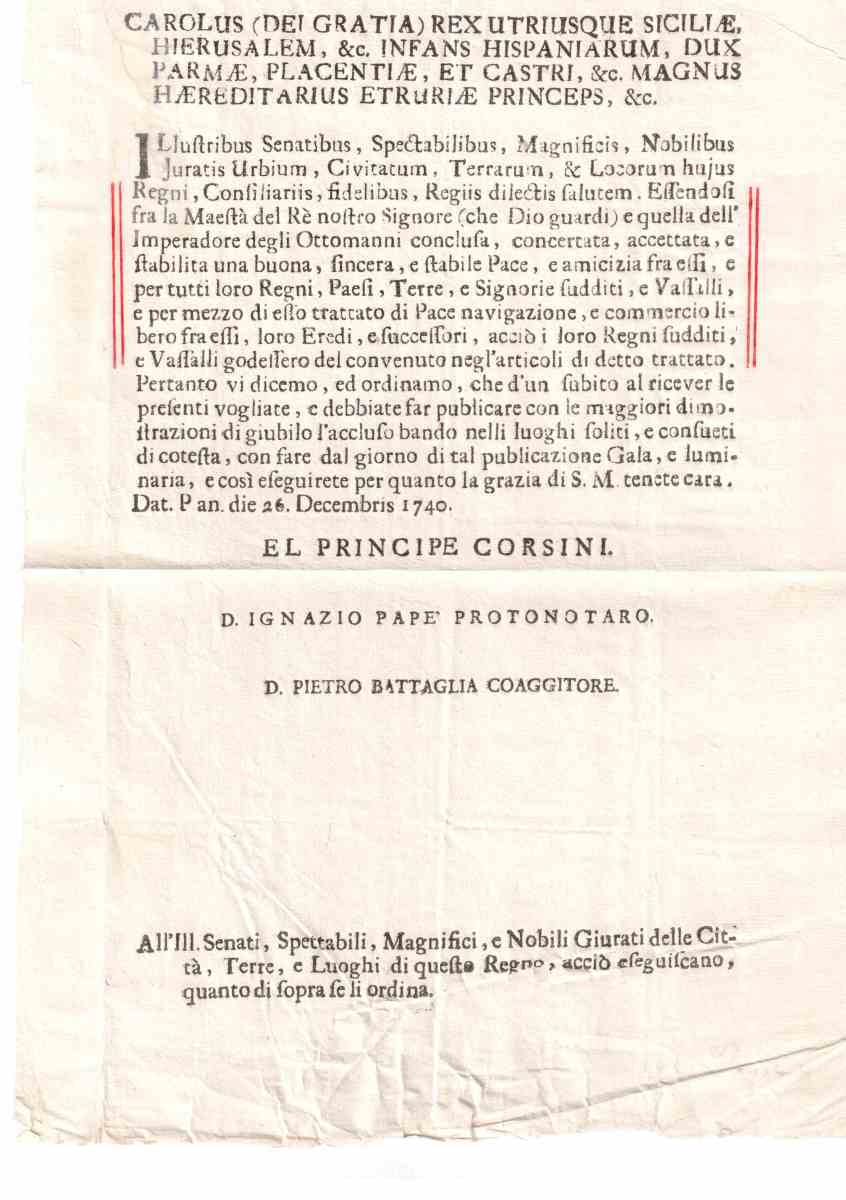 CAROLUS (DEI GRATIA) REX UTRIUSQUE SICILIÆ,
HIERUSALEM, &c. INFANS HISPANIARUM, DUX
PARMÆ, PLACENTIÆ, ET CASTRI, &c. MAGNUS
HÆREDITARIUS ETRURIÆ PRINCEPS, &c.
ILluſtribus Senatibus, Spectabilibus, Magnificis, Nobilibus
Juratis Urbium, Civitatum, Terrarum, & Locorum hujus
Regni, Conſiliariis, fidelibus, Regiis dilectis ſalutem. Eſſendoſi
fra la Maeſtà del Rè noſtro Signore (che Dio guardi) e quella dell'
Imperadore degli Ottomanni concluſa, concertata, accettata, e
ſtabilita una buona, ſincera, e ſtabile Pace, e amicizia fra eſſi, e
per tutti loro Regni, Paeſi, Terre, e Signorie ſudditi, e Vaſſalli,
e per mezzo di eſſo trattato di Pace navigazione, e commercio li-
bero fra eſſi, loro Eredi, e ſucceſſori, acciò i loro Regni ſudditi,
e Vaſſalli godeſſero del convenuto negl'articoli di detto trattato.
Pertanto vi dicemo, ed ordinamo, che d'un ſubito al ricever le
preſenti vogliate, e debbiate far publicare con le maggiori dimo-
ſtrazioni di giubilo l'accluſo bando nelli luoghi ſoliti, e conſueti
di coteſta, con fare dal giorno di tal publicazione Gala, e lumi-
naria, e così eſeguirete per quanto la grazia di S. M. tenete cara.
Dat. Pan. die 26. Decembris 1740.
EL PRINCIPE CORSINI.
D. IGNAZIO PAPE' PROTONOTARO.
D. PIETRO BATTAGLIA COAGGITORE.
All'Ill. Senati, Spettabili, Magnifici, e Nobili Giurati delle Cit-
tà, Terre, e Luoghi di queſto Regno, acciò eſeguiſcano,
quanto di ſopra ſe li ordina.